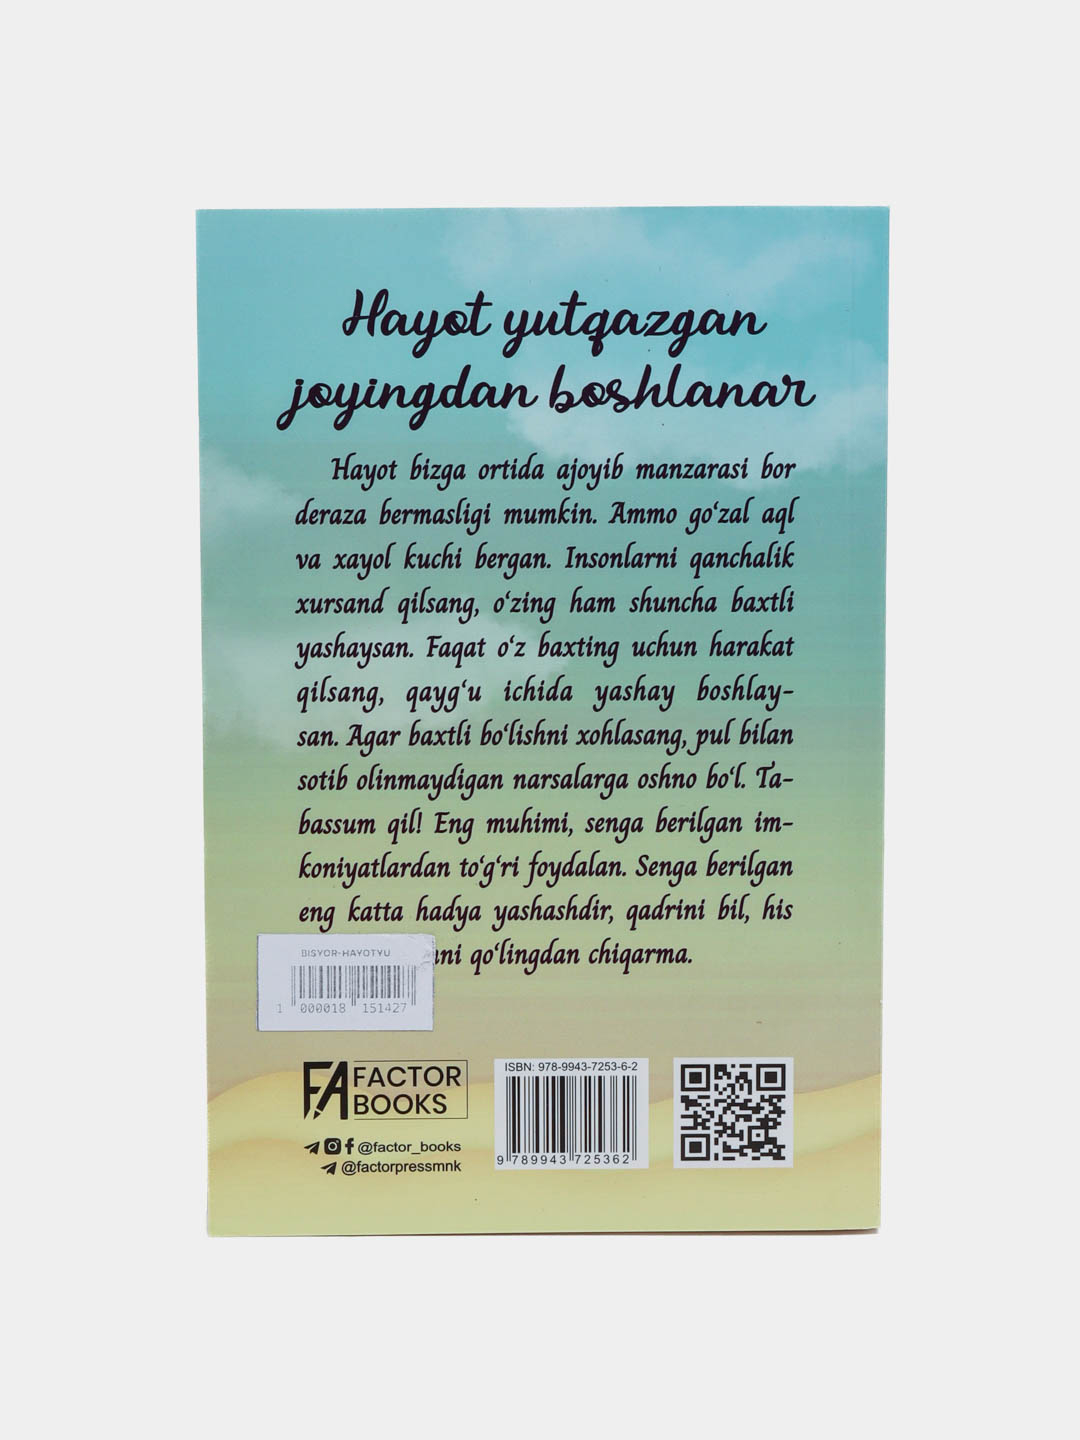 Hayot yutqazgan
joyingdan boshlanar
Hayot bizga ortida ajoyib manzarasi bor
deraza bermasligi mumkin. Ammo go‘zal aql
va xayol kuchi bergan. Insonlarni qanchalik
xursand qilsang, o‘zing ham shuncha baxtli
yashaysan. Faqat o‘z baxting uchun harakat
qilsang, qayg‘u ichida yashay boshlay-
san. Agar baxtli bo‘lishni xohlasang, pul bilan
sotib olinmaydigan narsalarga oshno bo‘l. Ta-
bassum qil! Eng muhimi, senga berilgan im-
koniyatlardan to‘g‘ri foydalan. Senga berilgan
eng katta hadya yashashdir, qadrini bil, his
qo‘lingdan chiqarma.
BISYOR-HAYOTYU
1 000018 151427
FA FACTOR
BOOKS
@factor_books
@factorpressmnk
ISBN: 978-9943-7253-6-2
9 789943 725362